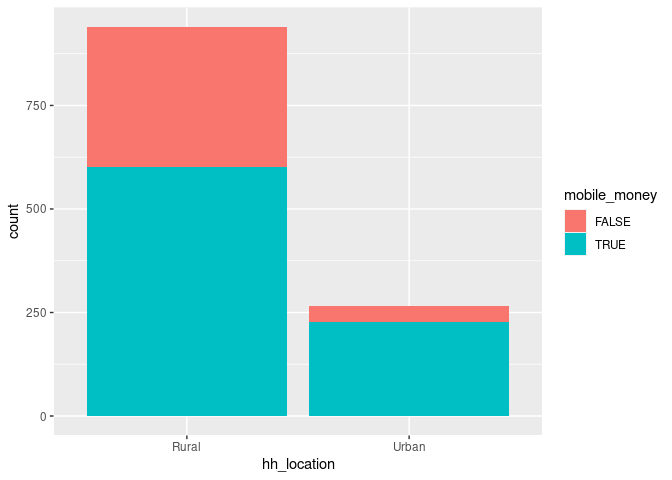 count
750
500
250
0
Rural
Urban
hh_location
mobile_money
FALSE
TRUE